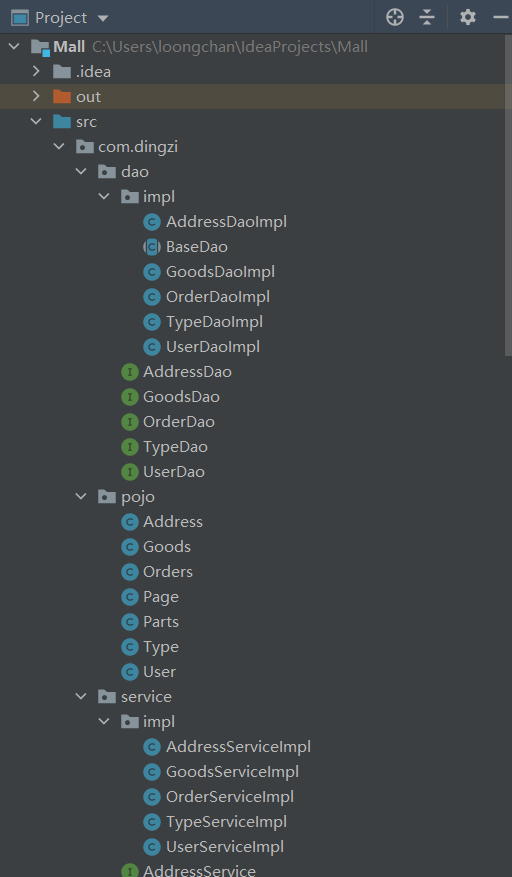 Project
Mall C:\Users\loongchan\IdeaProjects\Mall
.idea
out
src
com.dingzi
dao
impl
C AddressDaoImpl
C BaseDao
C GoodsDaoImpl
C OrderDaoImpl
C TypeDaoImpl
C UserDaoImpl
I AddressDao
I GoodsDao
I OrderDao
I TypeDao
I UserDao
pojo
C Address
C Goods
C Orders
C Page
C Parts
C Type
C User
service
impl
C AddressServiceImpl
C GoodsServiceImpl
C OrderServiceImpl
C TypeServiceImpl
C UserServiceImpl
I AddressService